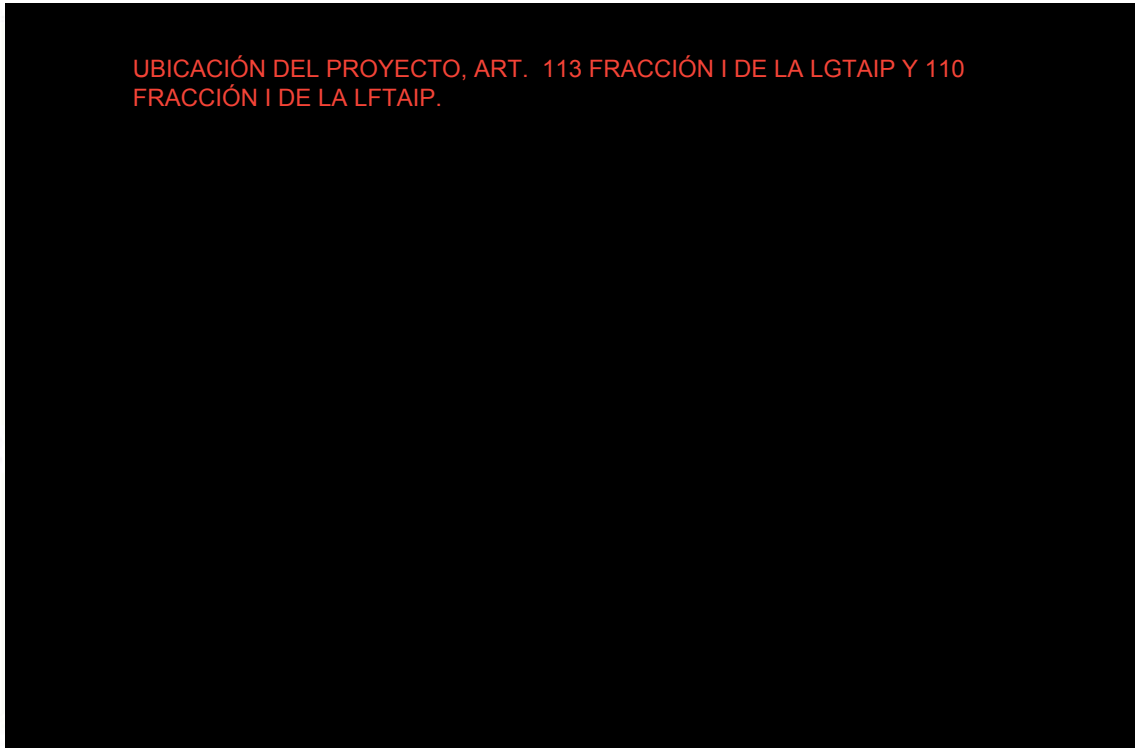 UBICACIÓN DEL PROYECTO, ART.  113 FRACCIÓN I DE LA LGTAIP Y 110
FRACCIÓN I DE LA LFTAIP.